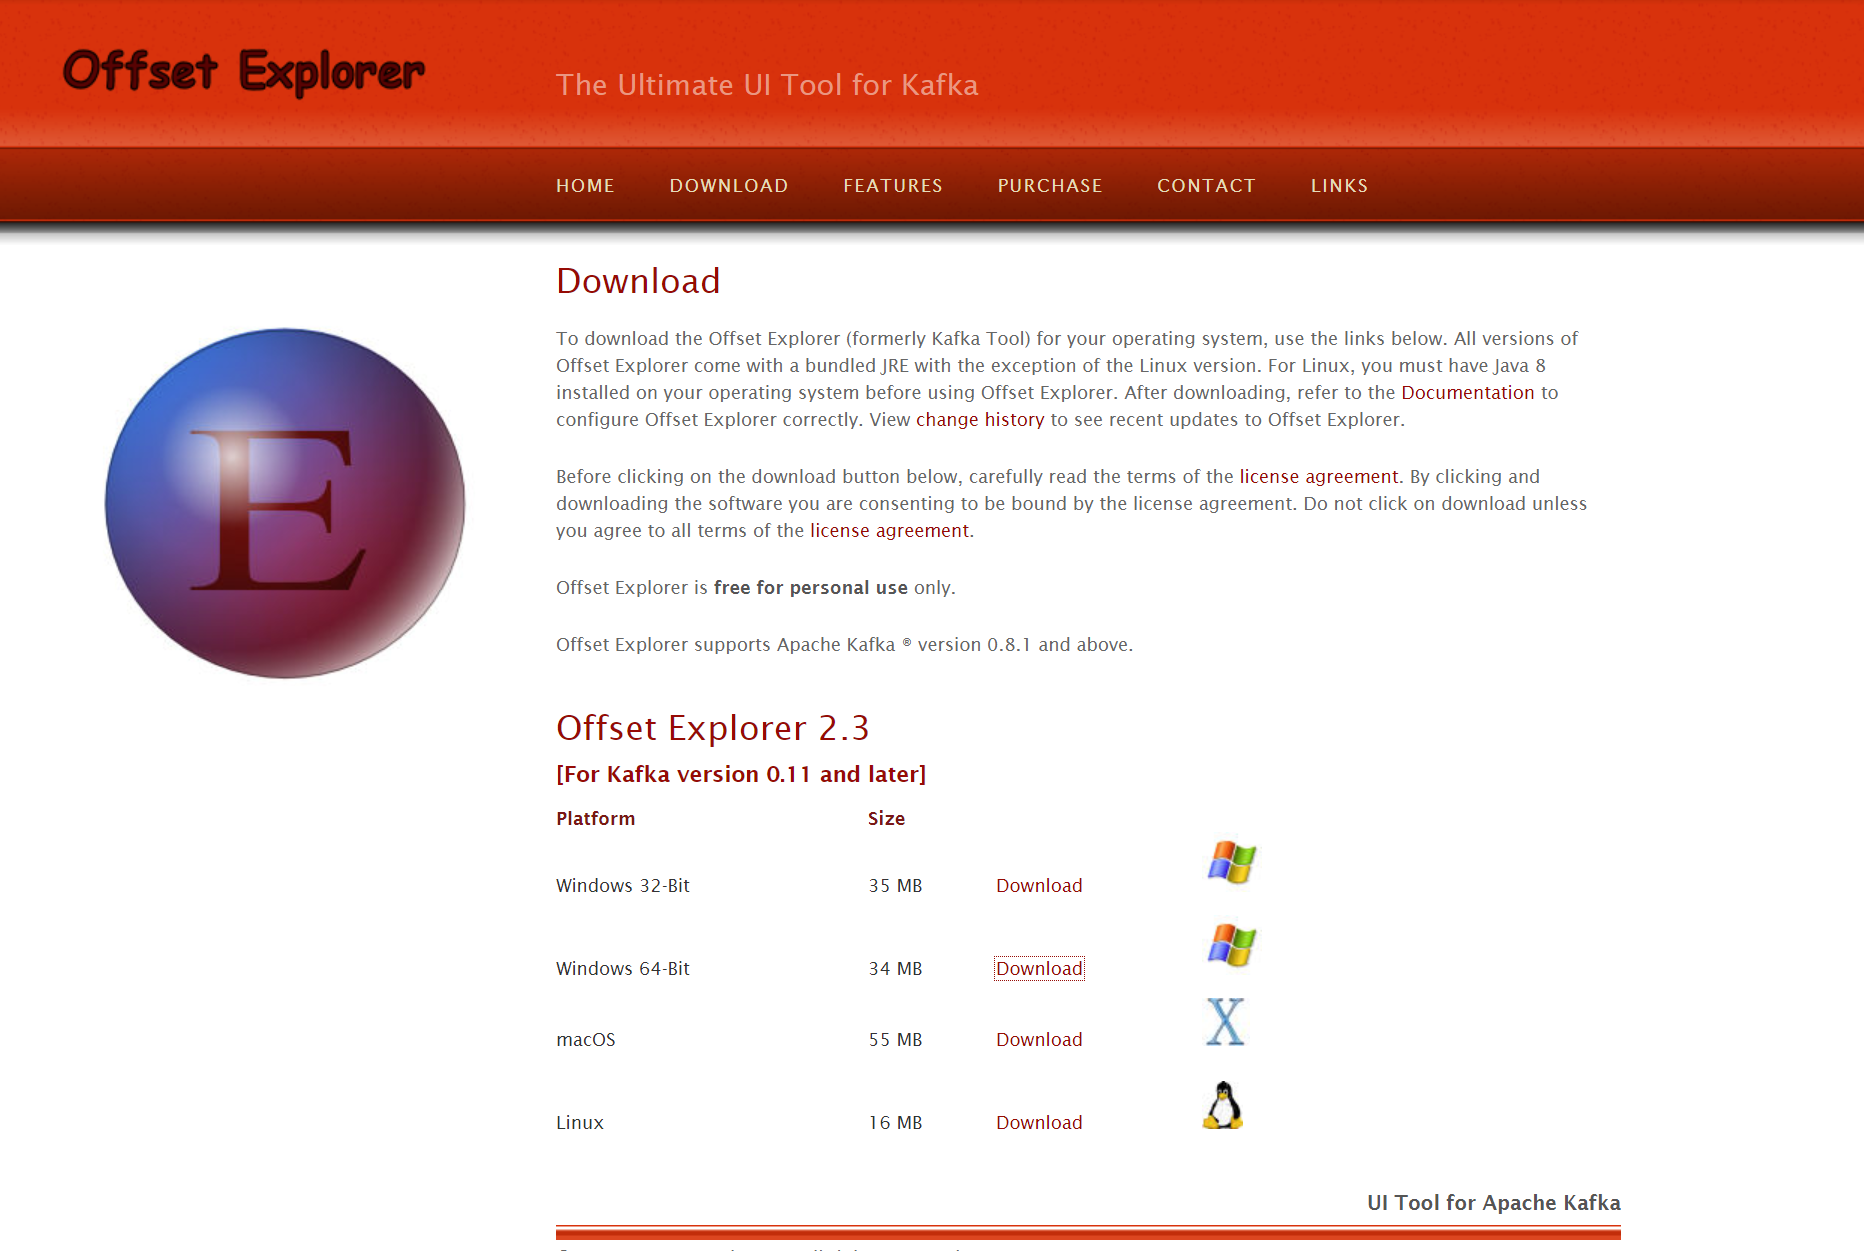 Offset Explorer
The Ultimate UI Tool for Kafka
HOME DOWNLOAD FEATURES PURCHASE CONTACT LINKS
Download
To download the Offset Explorer (formerly Kafka Tool) for your operating system, use the links below. All versions of
Offset Explorer come with a bundled JRE with the exception of the Linux version. For Linux, you must have Java 8
installed on your operating system before using Offset Explorer. After downloading, refer to the Documentation to
configure Offset Explorer correctly. View change history to see recent updates to Offset Explorer.
Before clicking on the download button below, carefully read the terms of the license agreement. By clicking and
downloading the software you are consenting to be bound by the license agreement. Do not click on download unless
you agree to all terms of the license agreement.
Offset Explorer is free for personal use only.
Offset Explorer supports Apache Kafka ® version 0.8.1 and above.
E
Offset Explorer 2.3
[For Kafka version 0.11 and later]
Platform Size
Windows 32-Bit 35 MB Download
Windows 64-Bit 34 MB Download
macOS 55 MB Download
X
Linux 16 MB Download
UI Tool for Apache Kafka